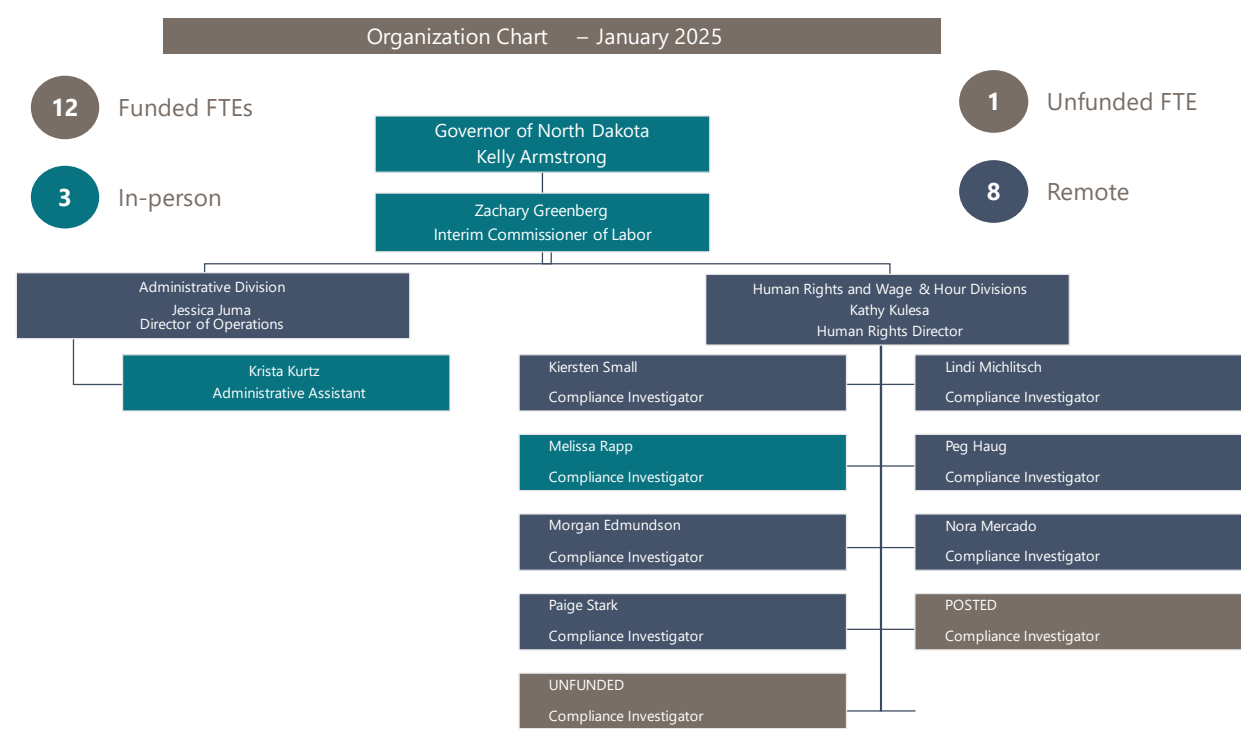 Organization Chart – January 2025
12 Funded FTEs
1 Unfunded FTE
3 In-person
8 Remote
Governor of North Dakota
Kelly Armstrong
Zachary Greenberg
Interim Commissioner of Labor
Administrative Division
Jessica Juma
Director of Operations
Human Rights and Wage & Hour Divisions
Kathy Kulesa
Human Rights Director
Krista Kurtz
Administrative Assistant
Kiersten Small
Compliance Investigator
Lindi Michlitsch
Compliance Investigator
Melissa Rapp
Compliance Investigator
Peg Haug
Compliance Investigator
Morgan Edmundson
Compliance Investigator
Nora Mercado
Compliance Investigator
Paige Stark
Compliance Investigator
POSTED
Compliance Investigator
UNFUNDED
Compliance Investigator